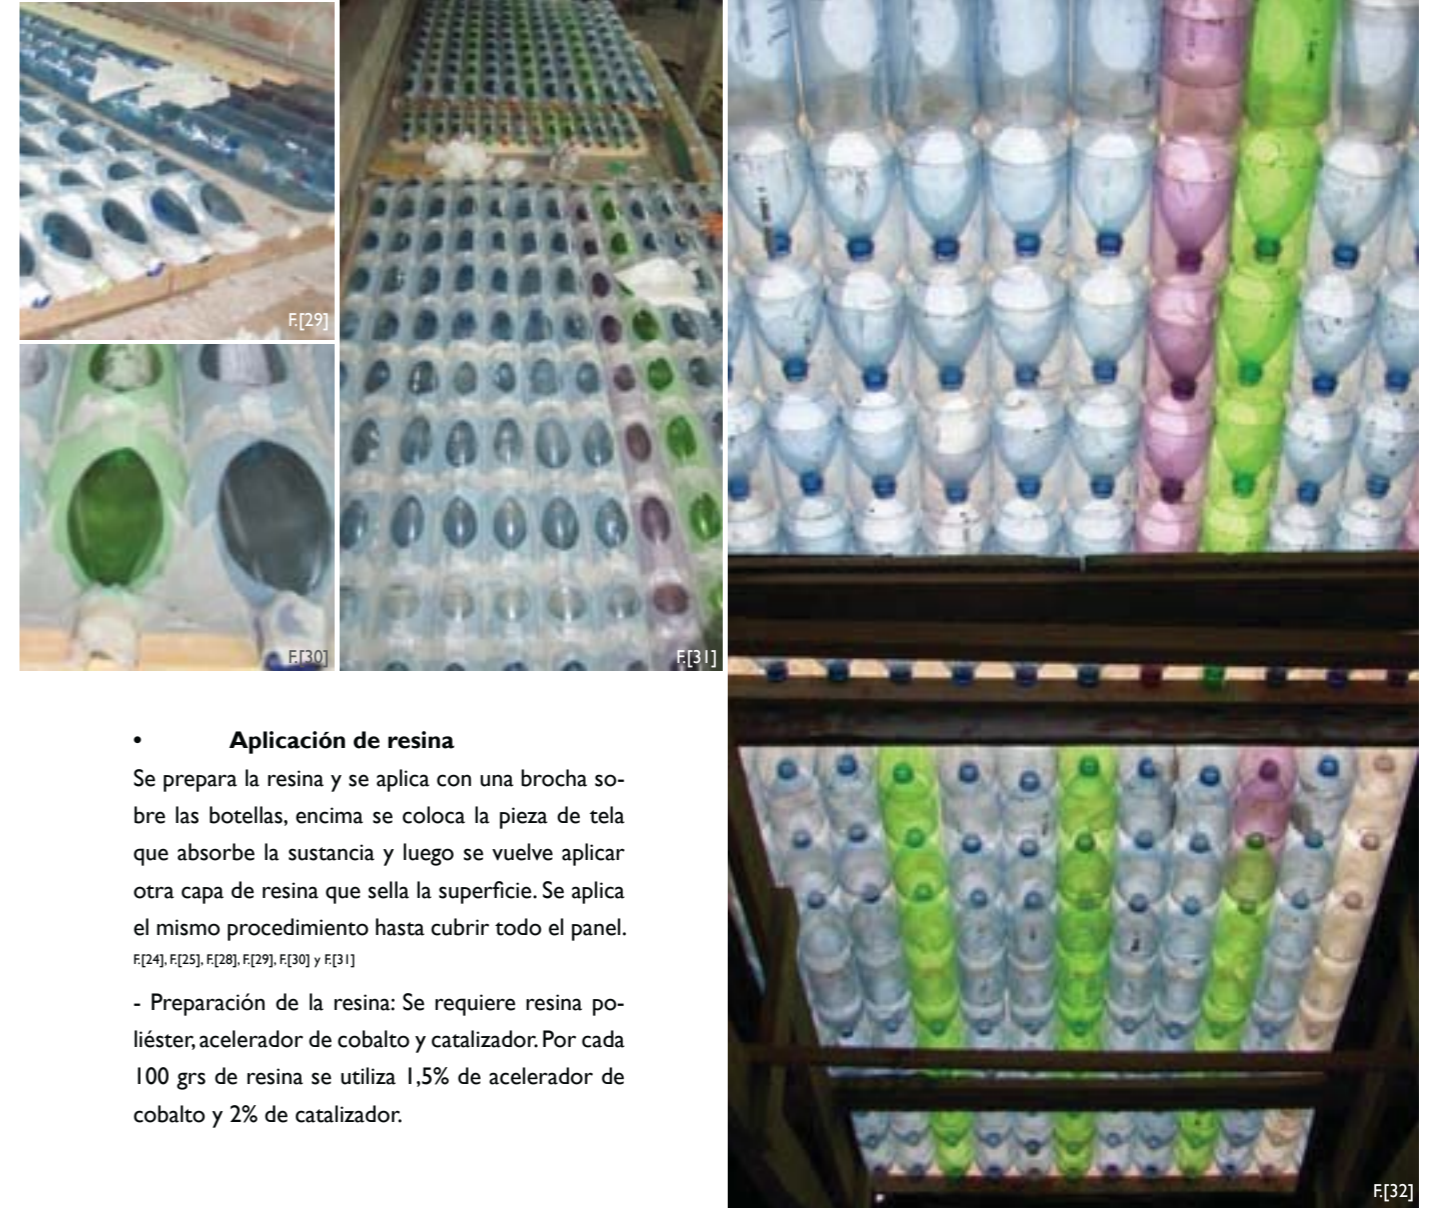 F.[29]
F.[30]
F.[31]
• Aplicación de resina
Se prepara la resina y se aplica con una brocha so-
bre las botellas, encima se coloca la pieza de tela
que absorbe la sustancia y luego se vuelve aplicar
otra capa de resina que sella la superficie. Se aplica
el mismo procedimiento hasta cubrir todo el panel.
F.[24], F.[25], F.[28], F.[29], F.[30] y F.[31]
- Preparación de la resina: Se requiere resina po-
liéster, acelerador de cobalto y catalizador. Por cada
100 grs de resina se utiliza 1,5% de acelerador de
cobalto y 2% de catalizador.
F.[32]